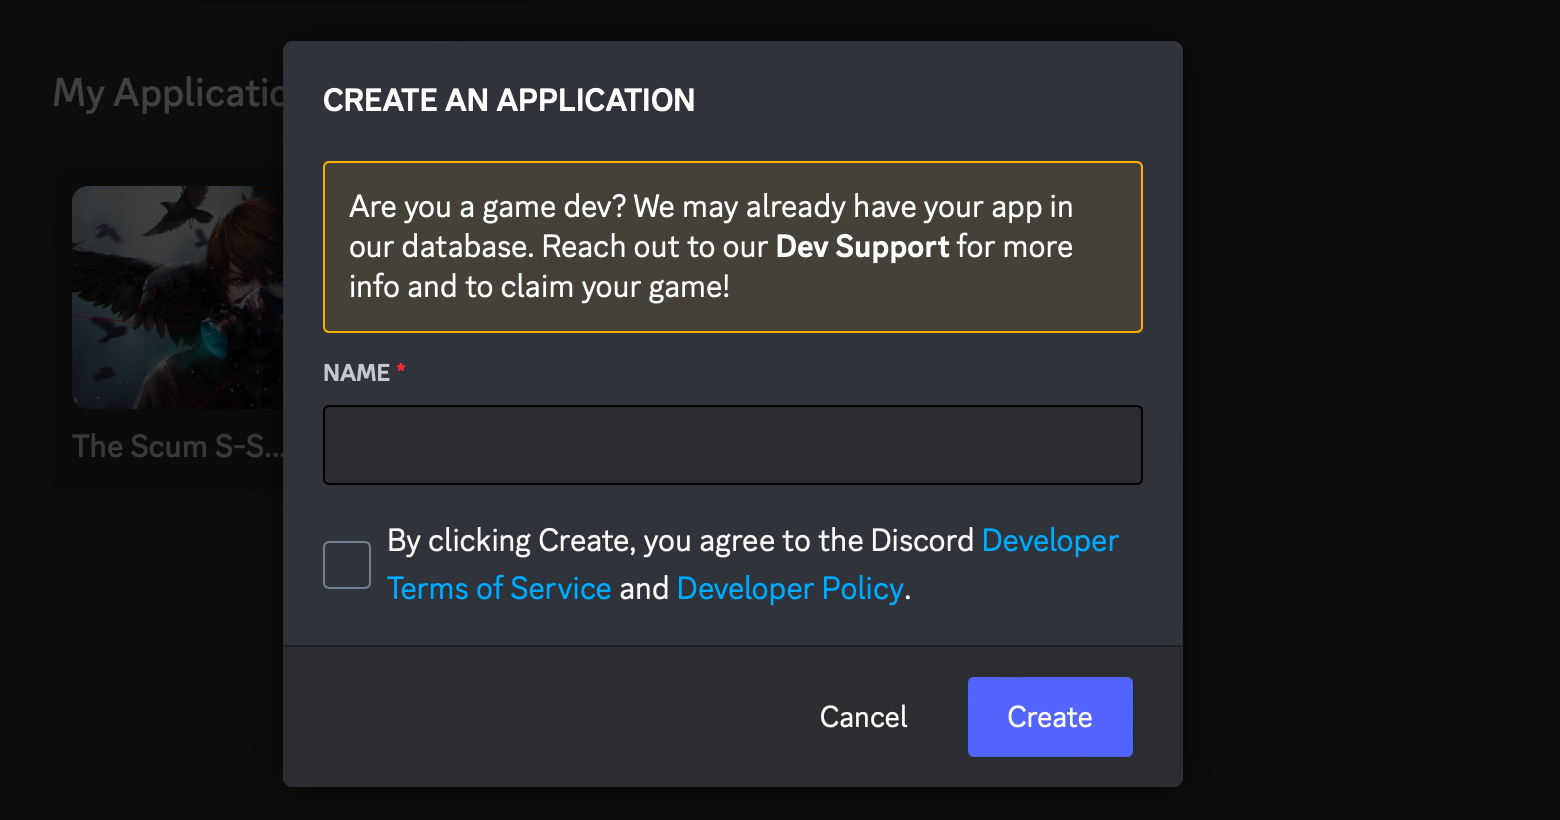 My Applicatio
CREATE AN APPLICATION
Are you a game dev? We may already have your app in
our database. Reach out to our Dev Support for more
info and to claim your game!
NAME *
The Scum S-S...
By clicking Create, you agree to the Discord Developer
Terms of Service and Developer Policy.
Cancel
Create